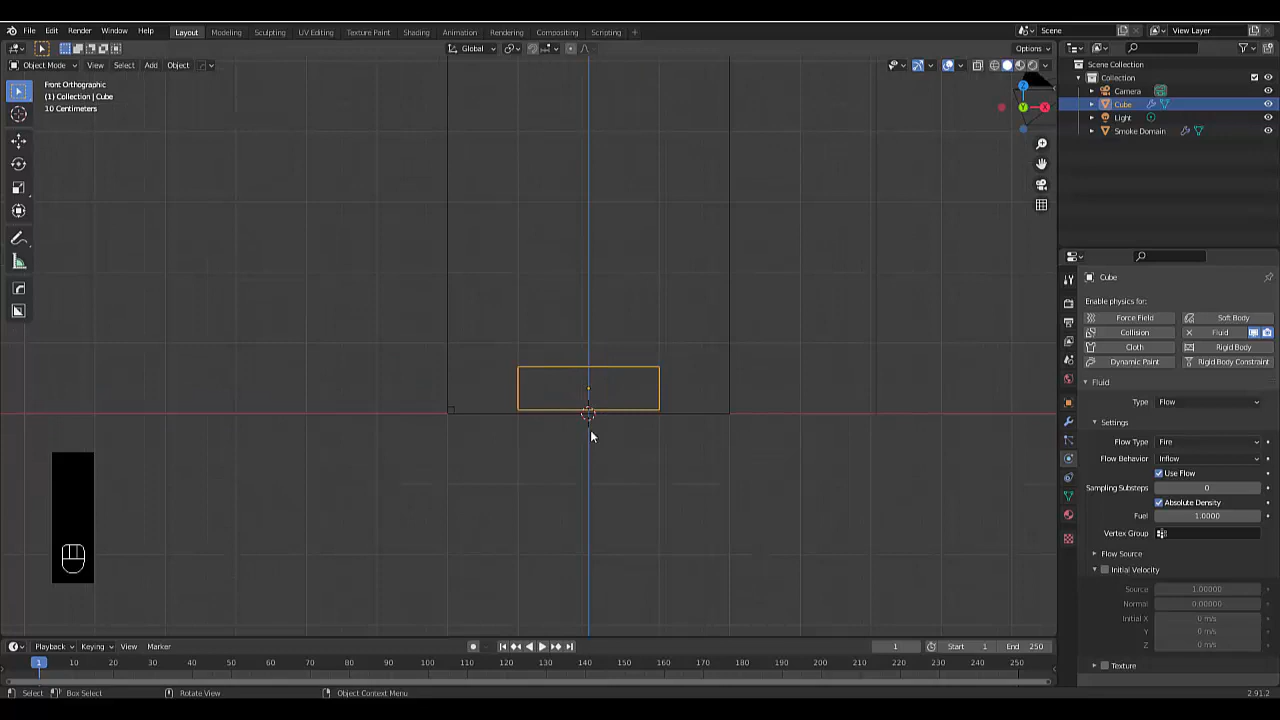 File Edit Render Window Help Layout Modeling Sculpting UV Editing Texture Paint Shading Animation Rendering Compositing Scripting Scene View Layer
Global Options
Object Mode View Select Add Object
Front Orthographic
(1) Collection | Cube
10 Centimeters
Scene Collection
Collection
Camera
Cube
Light
Smoke Domain
Z
Y
X
Cube
Enable physics for:
Force Field Soft Body
Collision Fluid
Cloth Rigid Body
Dynamic Paint Rigid Body Constraint
Fluid
Type Flow
Settings
Flow Type Fire
Flow Behavior Inflow
Use Flow
Sampling Substeps 0
Absolute Density
Fuel 1.0000
Vertex Group
Flow Source
Initial Velocity
Source 1.00000
Normal 0.00000
Initial X 0 m/s
Y 0 m/s
Z 0 m/s
Texture
Playback Keying View Marker 1 Start 1 End 250
1 10 20 30 40 50 60 70 80 90 100 110 120 130 140 150 160 170 180 190 200 210 220 230 240 250
Select Box Select Rotate View Object Context Menu 2.91.2